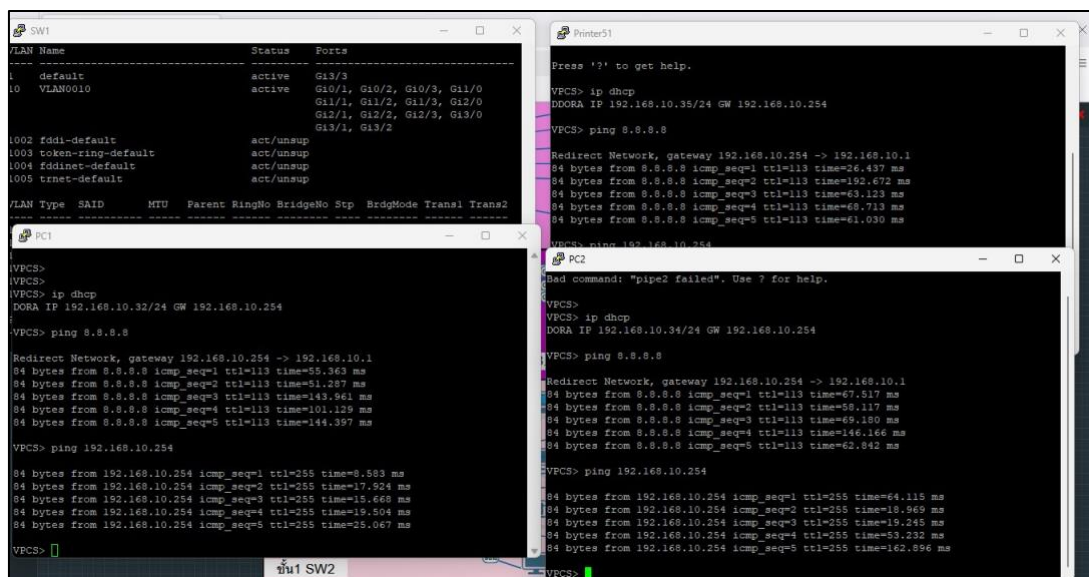 SW1
VLAN Name Status Ports
---- -------------------------------- --------- -------------------------------
1 default active Gi3/3
10 VLAN0010 active Gi0/1, Gi0/2, Gi0/3, Gi1/0
Gi1/1, Gi1/2, Gi1/3, Gi2/0
Gi2/1, Gi2/2, Gi2/3, Gi3/0
Gi3/1, Gi3/2
1002 fddi-default act/unsup
1003 token-ring-default act/unsup
1004 fddinet-default act/unsup
1005 trnet-default act/unsup
VLAN Type SAID MTU Parent RingNo BridgeNo Stp BrdgMode Trans1 Trans2
Printer51
Press '?' to get help.
VPCS> ip dhcp
DDORA IP 192.168.10.35/24 GW 192.168.10.254
VPCS> ping 8.8.8.8
Redirect Network, gateway 192.168.10.254 -> 192.168.10.1
84 bytes from 8.8.8.8 icmp_seq=1 ttl=113 time=26.437 ms
84 bytes from 8.8.8.8 icmp_seq=2 ttl=113 time=192.672 ms
84 bytes from 8.8.8.8 icmp_seq=3 ttl=113 time=63.123 ms
84 bytes from 8.8.8.8 icmp_seq=4 ttl=113 time=68.713 ms
84 bytes from 8.8.8.8 icmp_seq=5 ttl=113 time=61.030 ms
VPCS> ping 192.168.10.254
PC1
VPCS>
VPCS>
VPCS> ip dhcp
DORA IP 192.168.10.32/24 GW 192.168.10.254
VPCS> ping 8.8.8.8
Redirect Network, gateway 192.168.10.254 -> 192.168.10.1
84 bytes from 8.8.8.8 icmp_seq=1 ttl=113 time=55.363 ms
84 bytes from 8.8.8.8 icmp_seq=2 ttl=113 time=51.287 ms
84 bytes from 8.8.8.8 icmp_seq=3 ttl=113 time=143.961 ms
84 bytes from 8.8.8.8 icmp_seq=4 ttl=113 time=101.129 ms
84 bytes from 8.8.8.8 icmp_seq=5 ttl=113 time=144.397 ms
VPCS> ping 192.168.10.254
84 bytes from 192.168.10.254 icmp_seq=1 ttl=255 time=8.583 ms
84 bytes from 192.168.10.254 icmp_seq=2 ttl=255 time=17.924 ms
84 bytes from 192.168.10.254 icmp_seq=3 ttl=255 time=15.668 ms
84 bytes from 192.168.10.254 icmp_seq=4 ttl=255 time=19.504 ms
84 bytes from 192.168.10.254 icmp_seq=5 ttl=255 time=25.067 ms
VPCS>
PC2
Bad command: "pipe2 failed". Use ? for help.
VPCS>
VPCS> ip dhcp
DORA IP 192.168.10.34/24 GW 192.168.10.254
VPCS> ping 8.8.8.8
Redirect Network, gateway 192.168.10.254 -> 192.168.10.1
84 bytes from 8.8.8.8 icmp_seq=1 ttl=113 time=67.517 ms
84 bytes from 8.8.8.8 icmp_seq=2 ttl=113 time=58.117 ms
84 bytes from 8.8.8.8 icmp_seq=3 ttl=113 time=69.180 ms
84 bytes from 8.8.8.8 icmp_seq=4 ttl=113 time=146.166 ms
84 bytes from 8.8.8.8 icmp_seq=5 ttl=113 time=62.842 ms
VPCS> ping 192.168.10.254
84 bytes from 192.168.10.254 icmp_seq=1 ttl=255 time=64.115 ms
84 bytes from 192.168.10.254 icmp_seq=2 ttl=255 time=18.969 ms
84 bytes from 192.168.10.254 icmp_seq=3 ttl=255 time=19.245 ms
84 bytes from 192.168.10.254 icmp_seq=4 ttl=255 time=53.232 ms
84 bytes from 192.168.10.254 icmp_seq=5 ttl=255 time=162.896 ms
VPCS>
ชั้น1 SW2